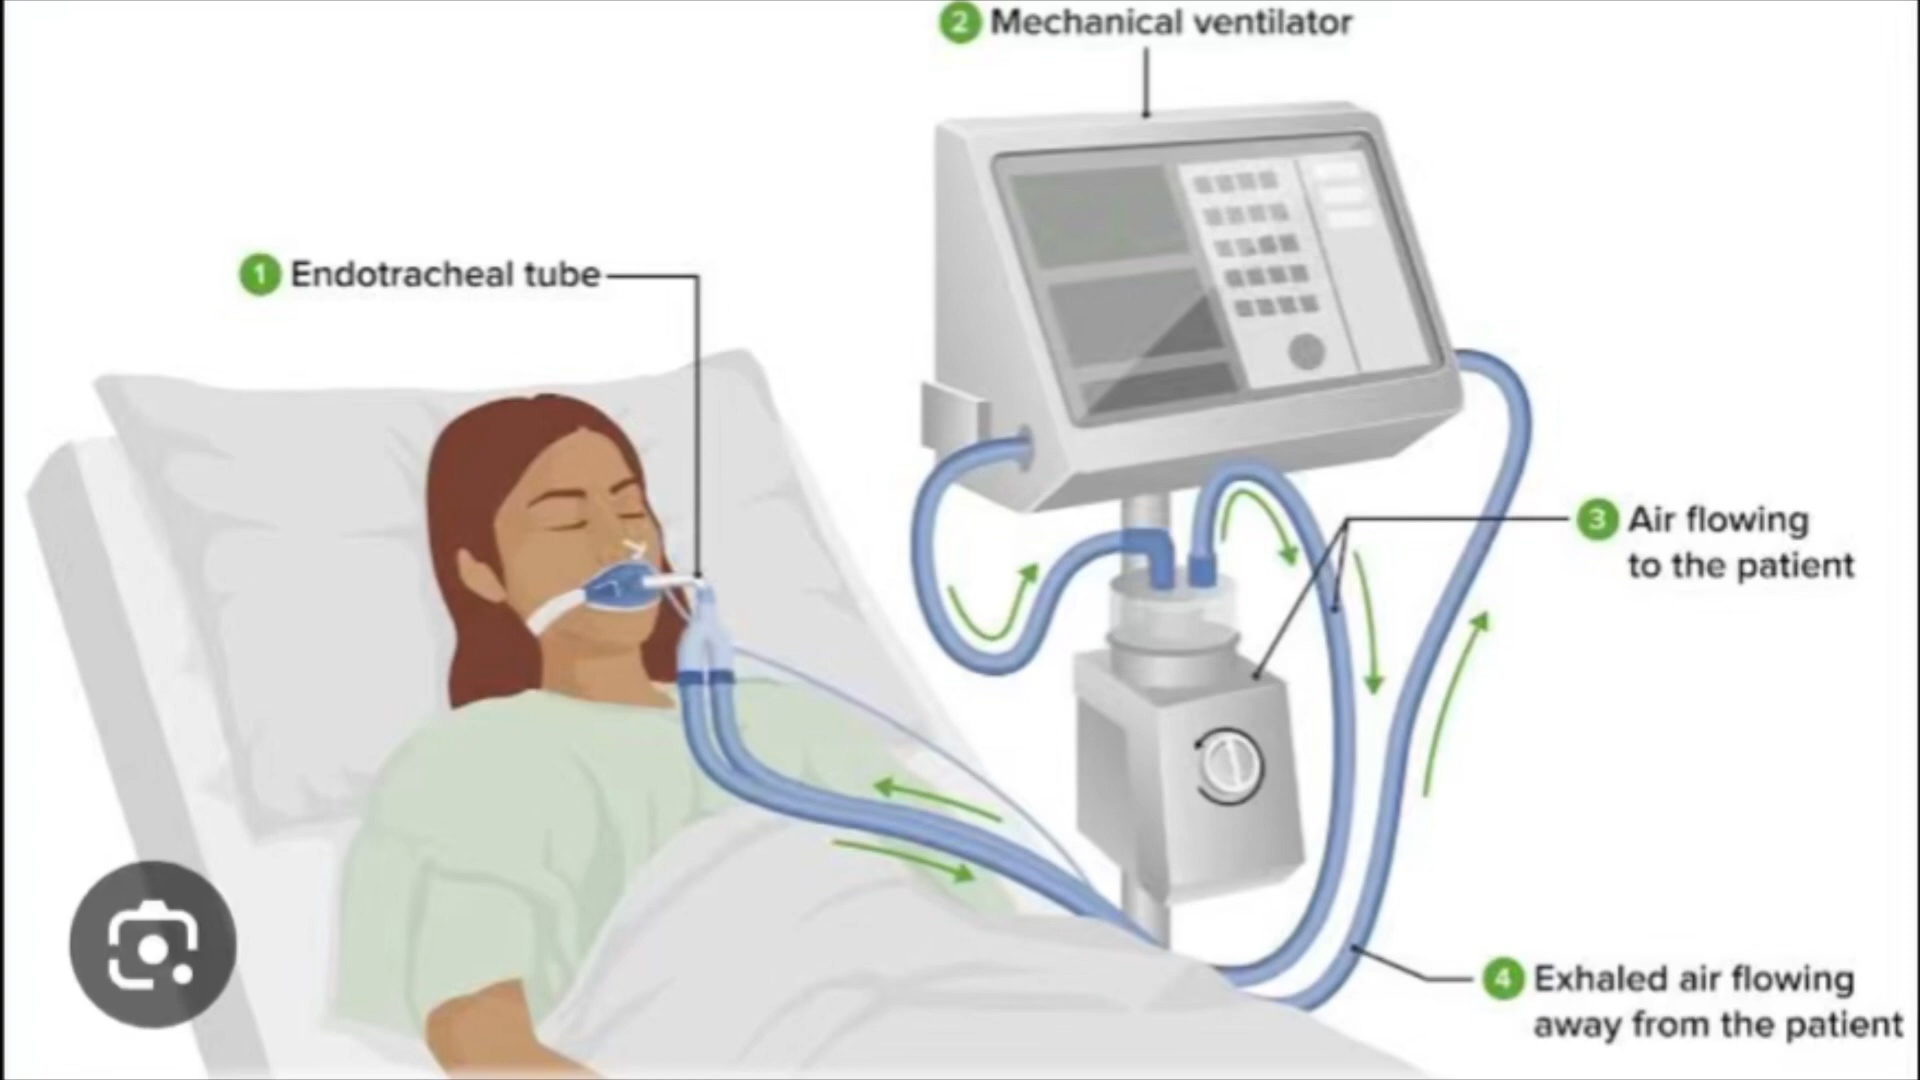 2 Mechanical ventilator
1 Endotracheal tube
3 Air flowing
to the patient
4 Exhaled air flowing
away from the patient